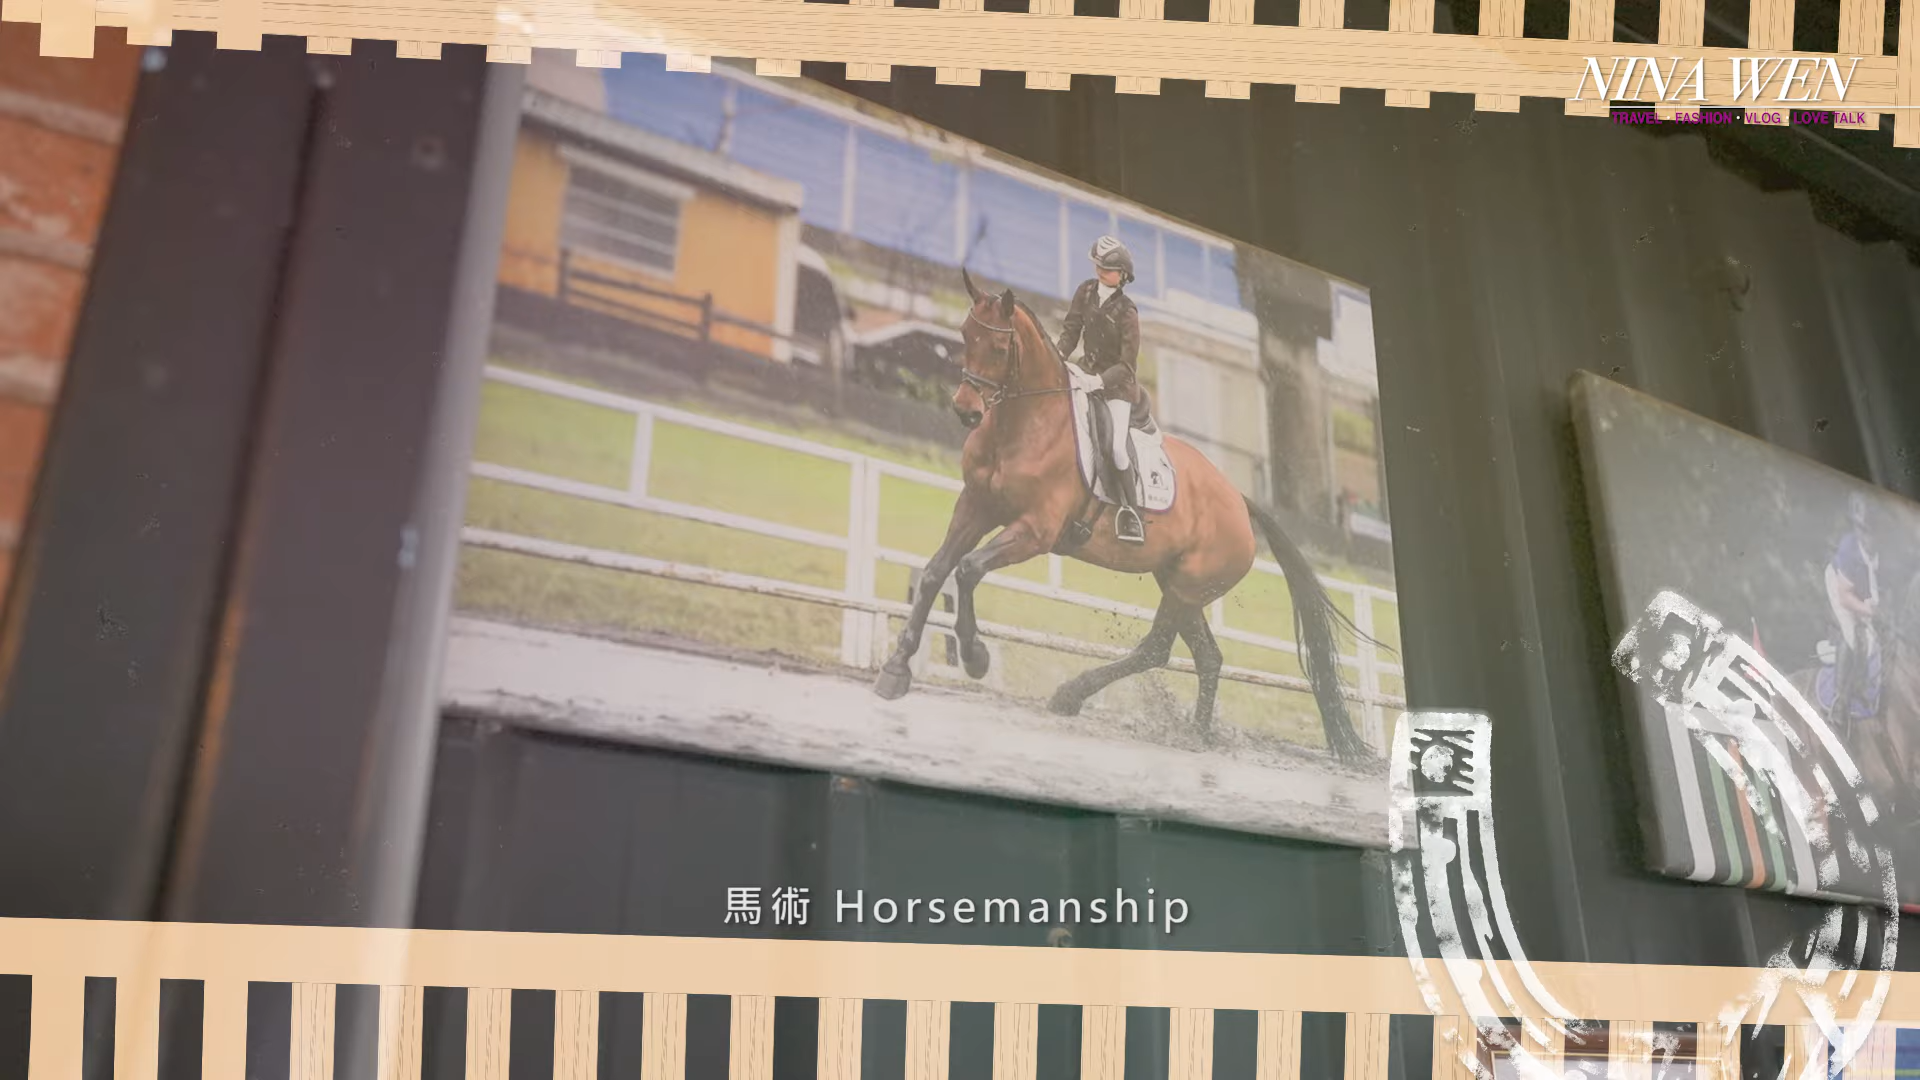 NINA WEN
TRAVEL · FASHION · VLOG · LOVE TALK
馬術 Horsemanship